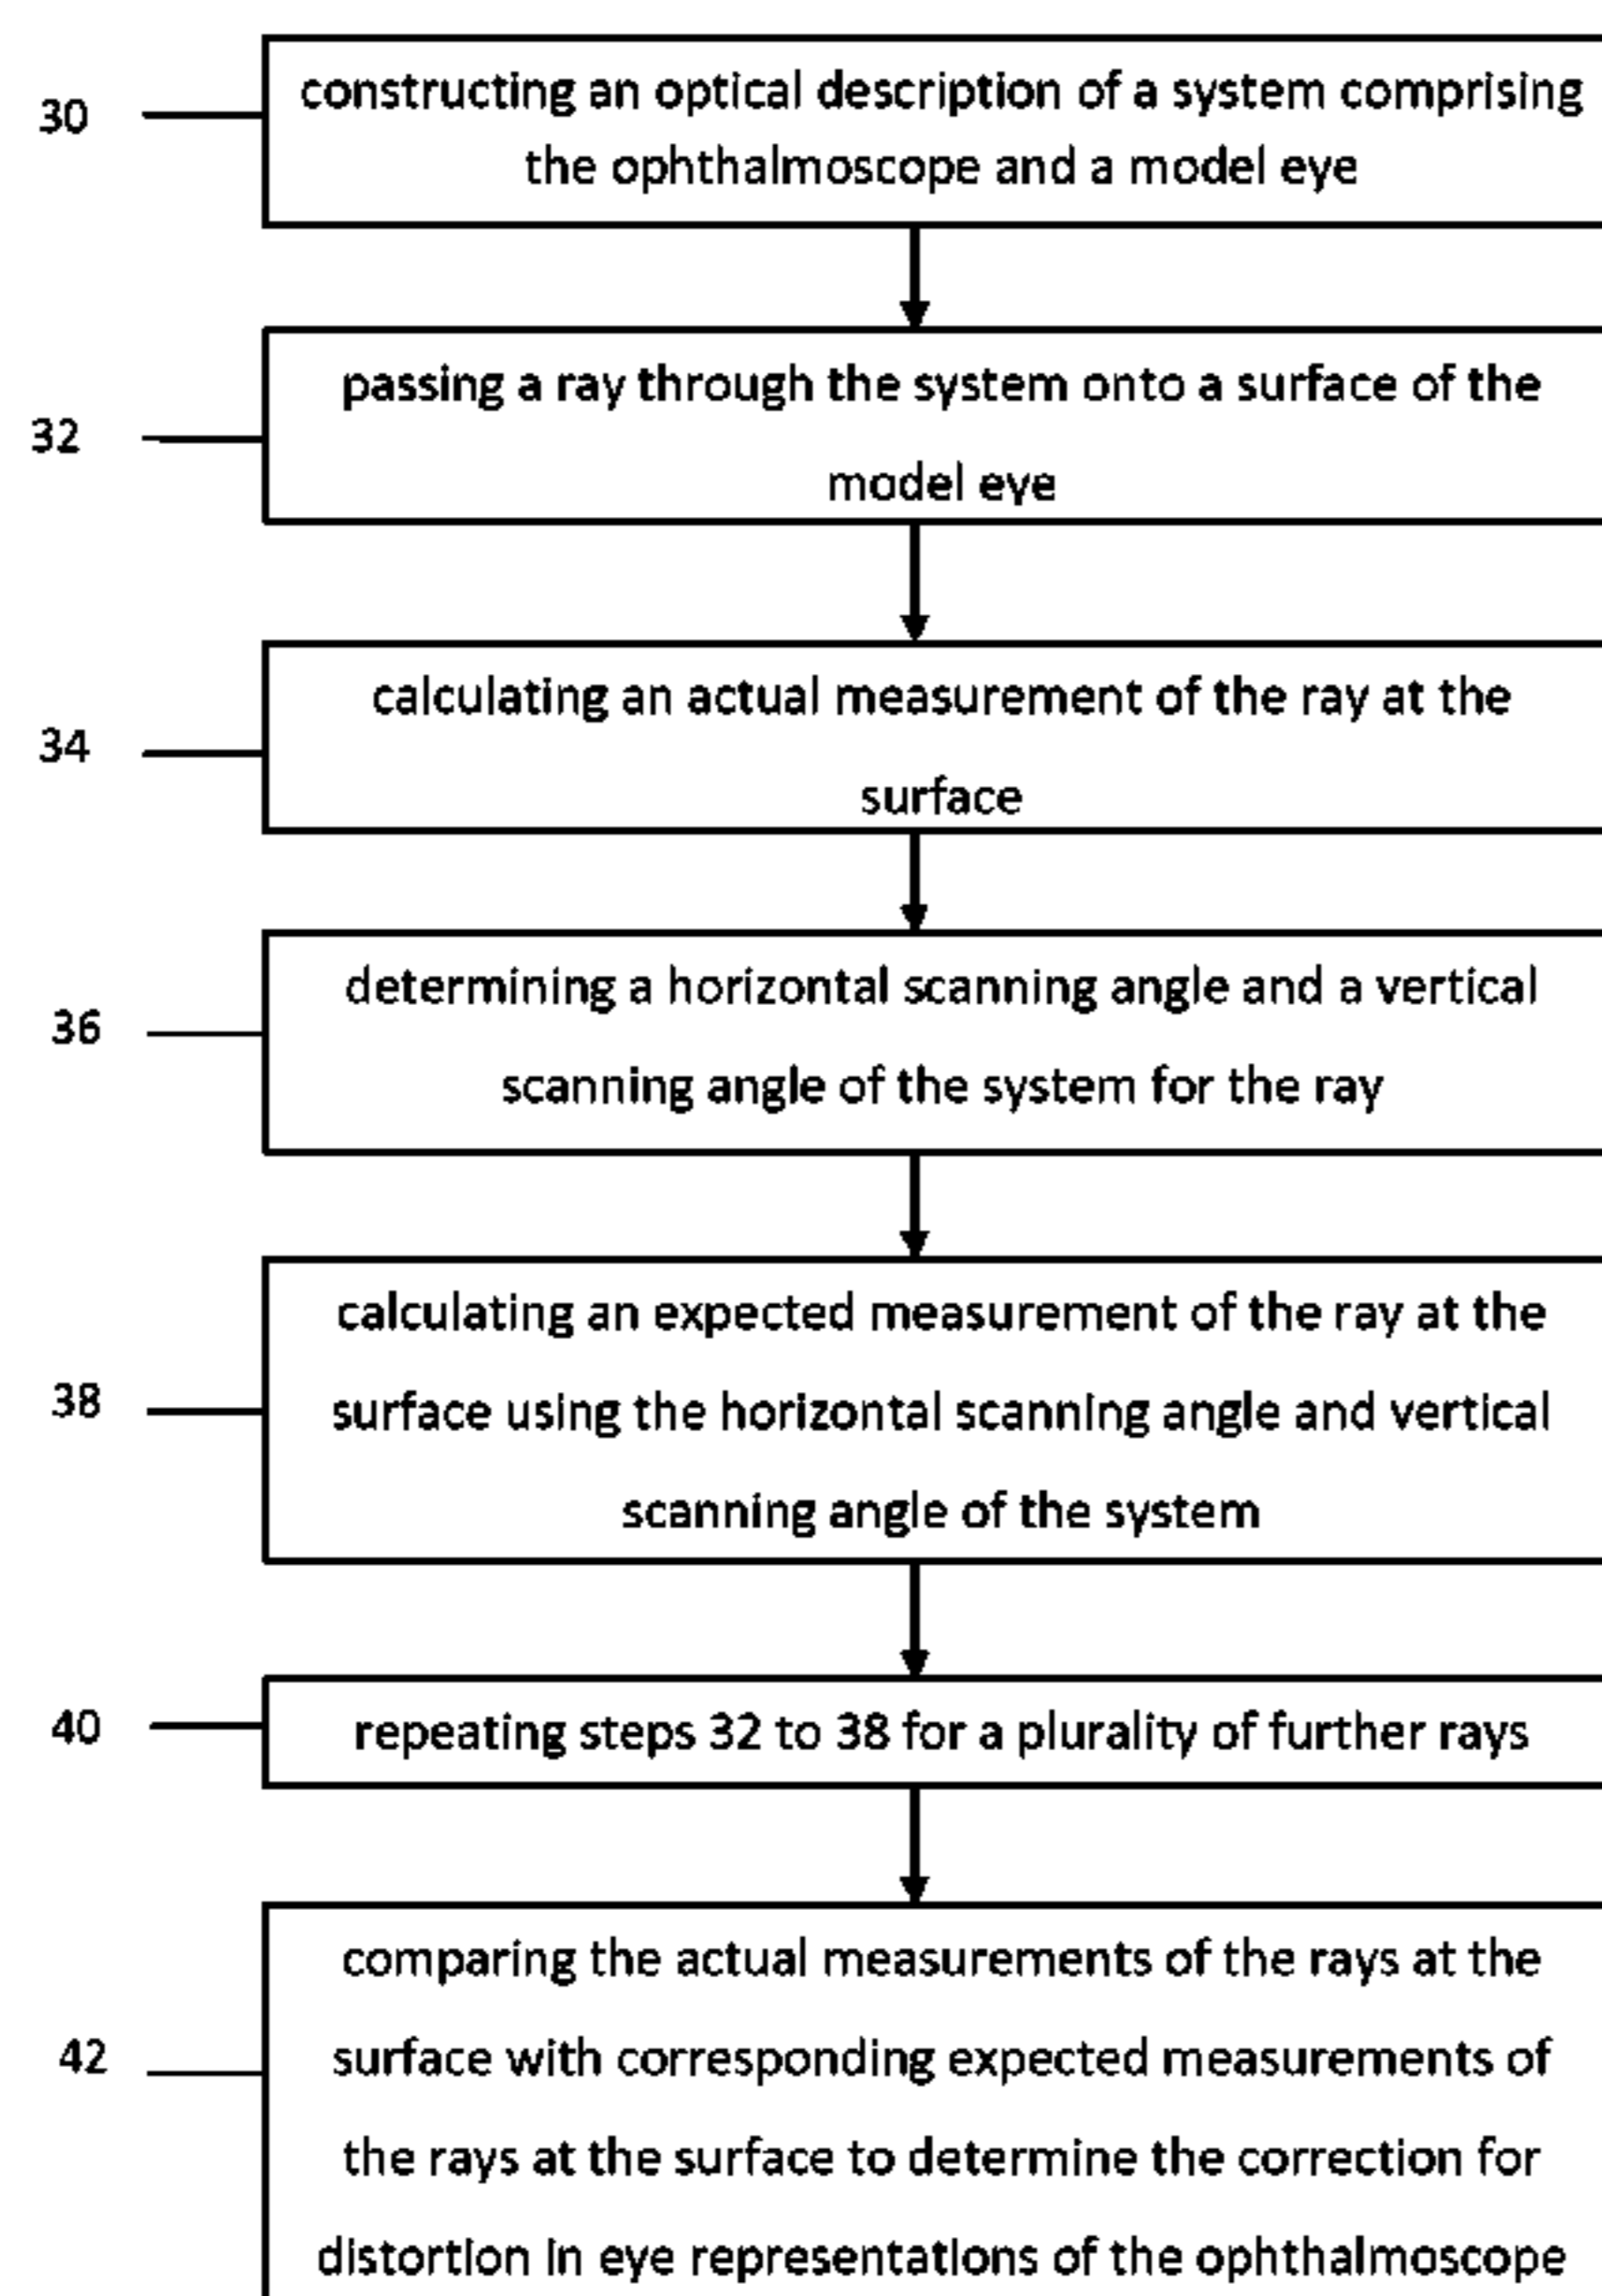 30
constructing an optical description of a system comprising
the ophthalmoscope and a model eye
32
passing a ray through the system onto a surface of the
model eye
34
calculating an actual measurement of the ray at the
surface
36
determining a horizontal scanning angle and a vertical
scanning angle of the system for the ray
38
calculating an expected measurement of the ray at the
surface using the horizontal scanning angle and vertical
scanning angle of the system
40
repeating steps 32 to 38 for a plurality of further rays
42
comparing the actual measurements of the rays at the
surface with corresponding expected measurements of
the rays at the surface to determine the correction for
distortion in eye representations of the ophthalmoscope